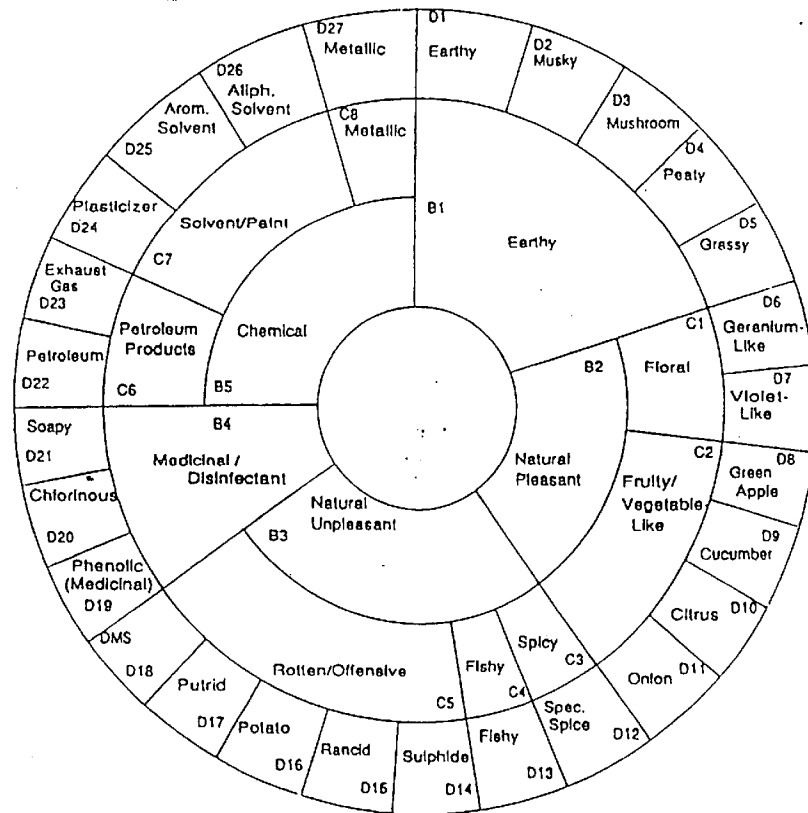 D1
Earthy
D2
Musky
D3
Mushroom
D4
Peaty
D5
Grassy
D6
Geranium-
Like
D7
Violet-
Like
D8
Green
Apple
D9
Cucumber
D10
Citrus
D11
Onion
D12
Spec.
Spice
D13
Fishy
D14
Sulphide
D15
Rancid
D16
Potato
D17
Putrid
D18
DMS
D19
Phenolic
(Medicinal)
D20
Chlorinous
D21
Soapy
D22
Petroleum
D23
Exhaust
Gas
D24
Plasticizer
D25
Arom.
Solvent
D26
Aliph.
Solvent
D27
Metallic
C1
Floral
C2
Fruity/
Vegetable
Like
C3
Spicy
C4
Fishy
C5
Rotten/Offensive
C6
Petroleum
Products
C7
Solvent/Paint
C8
Metallic
B1
Earthy
B2
Natural
Pleasant
B3
Natural
Unpleasant
B4
Medicinal /
Disinfectant
B5
Chemical